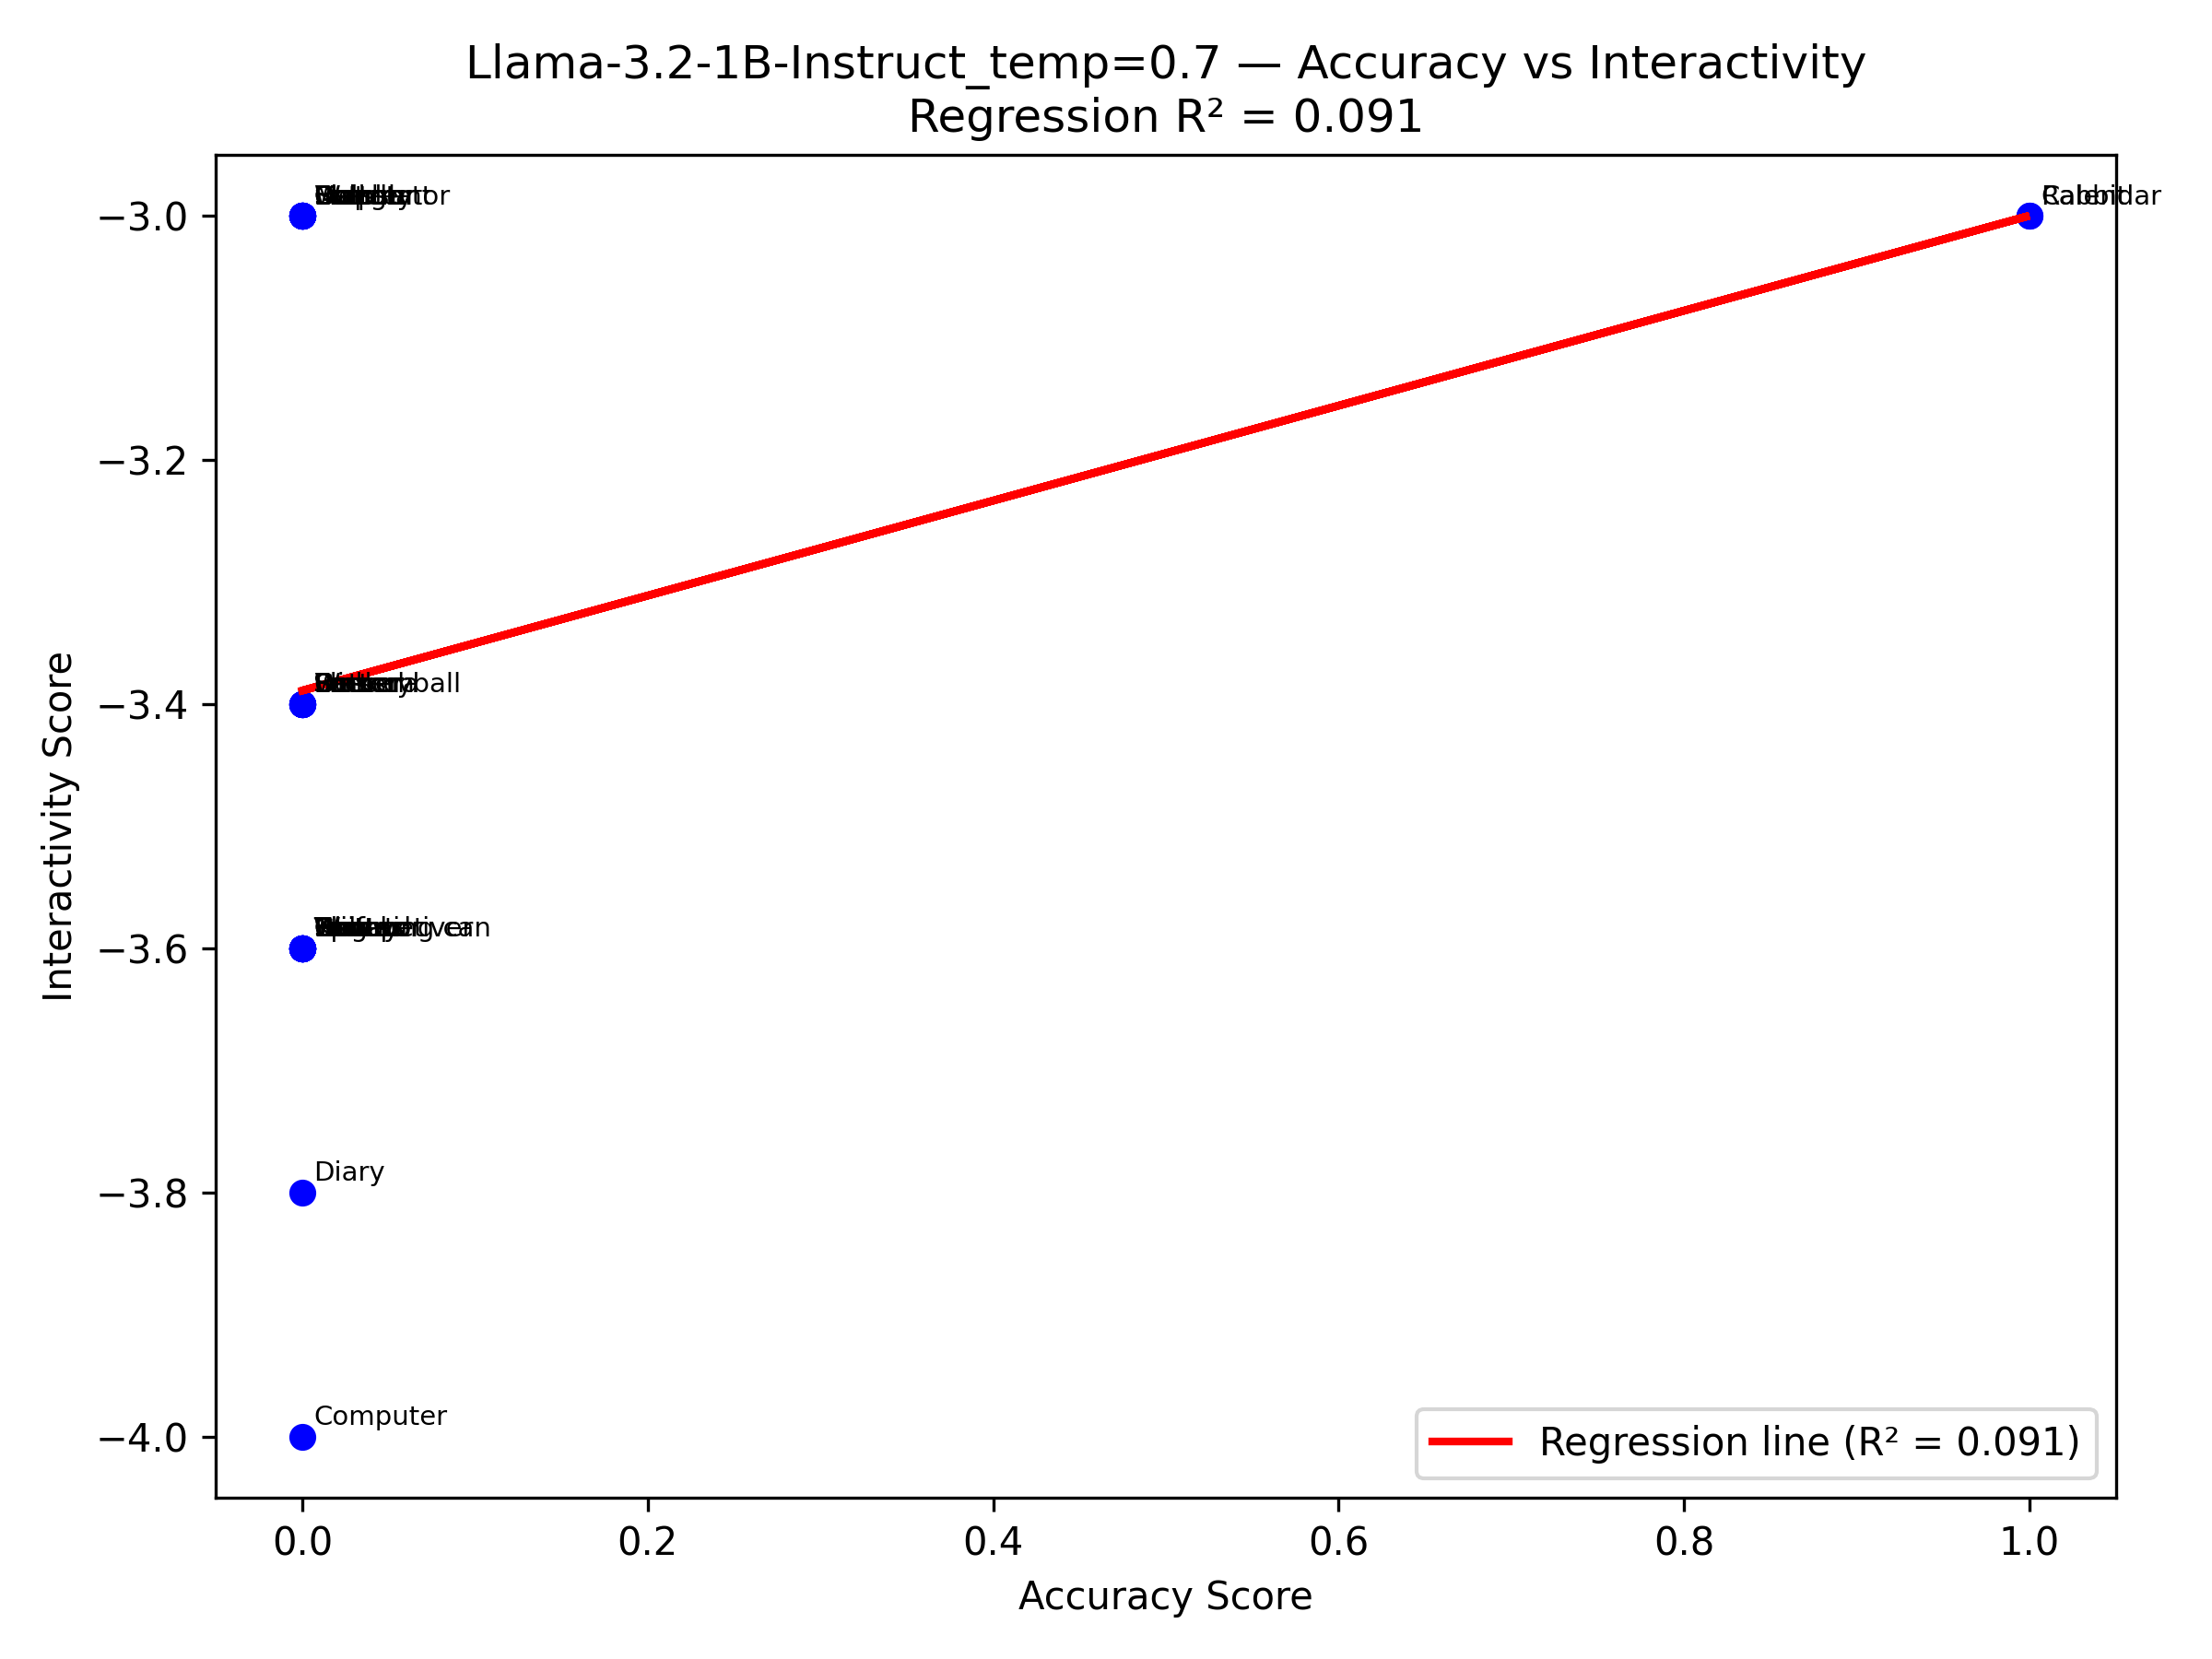 Llama-3.2-1B-Instruct_temp=0.7 — Accuracy vs Interactivity
Regression R² = 0.091
−3.0
−3.2
−3.4
−3.6
−3.8
−4.0
Interactivity Score
Rabbit
Calendar
Diary
Computer
Regression line (R² = 0.091)
0.0 0.2 0.4 0.6 0.8 1.0
Accuracy Score